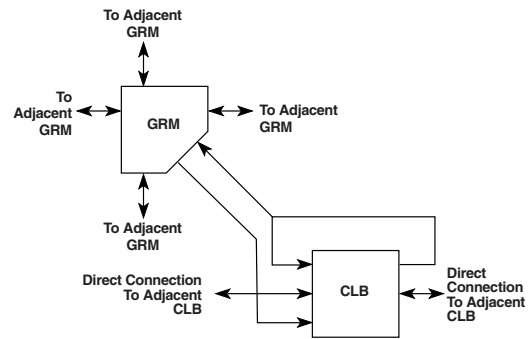 To Adjacent
GRM
To
Adjacent
GRM
GRM
To Adjacent
GRM
To Adjacent
GRM
Direct Connection
To Adjacent
CLB
CLB
Direct
Connection
To Adjacent
CLB